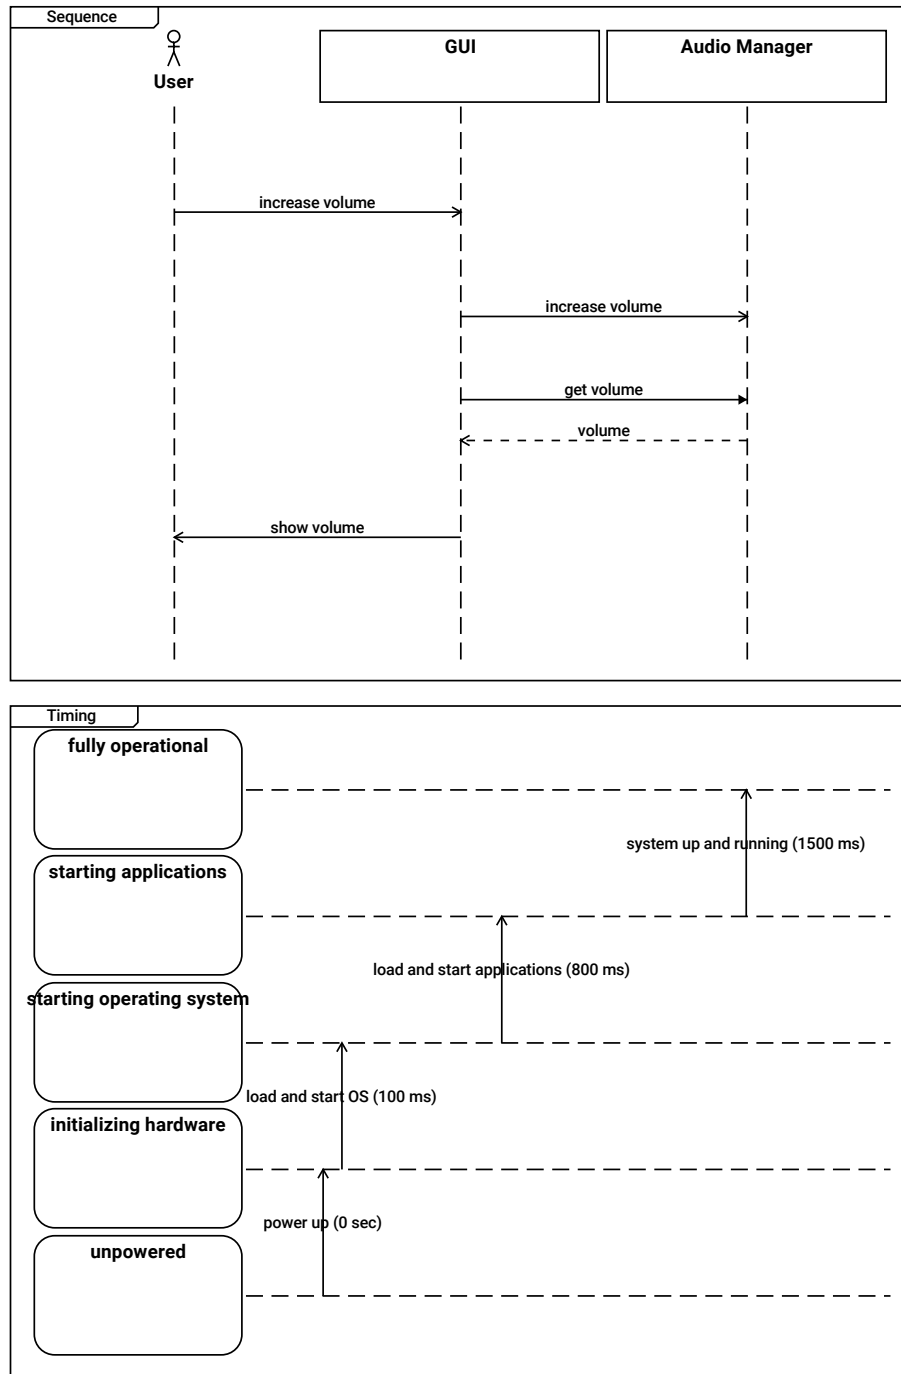 Sequence
User
GUI
Audio Manager
increase volume
increase volume
get volume
volume
show volume
Timing
fully operational
system up and running (1500 ms)
starting applications
load and start applications (800 ms)
starting operating system
load and start OS (100 ms)
initializing hardware
power up (0 sec)
unpowered